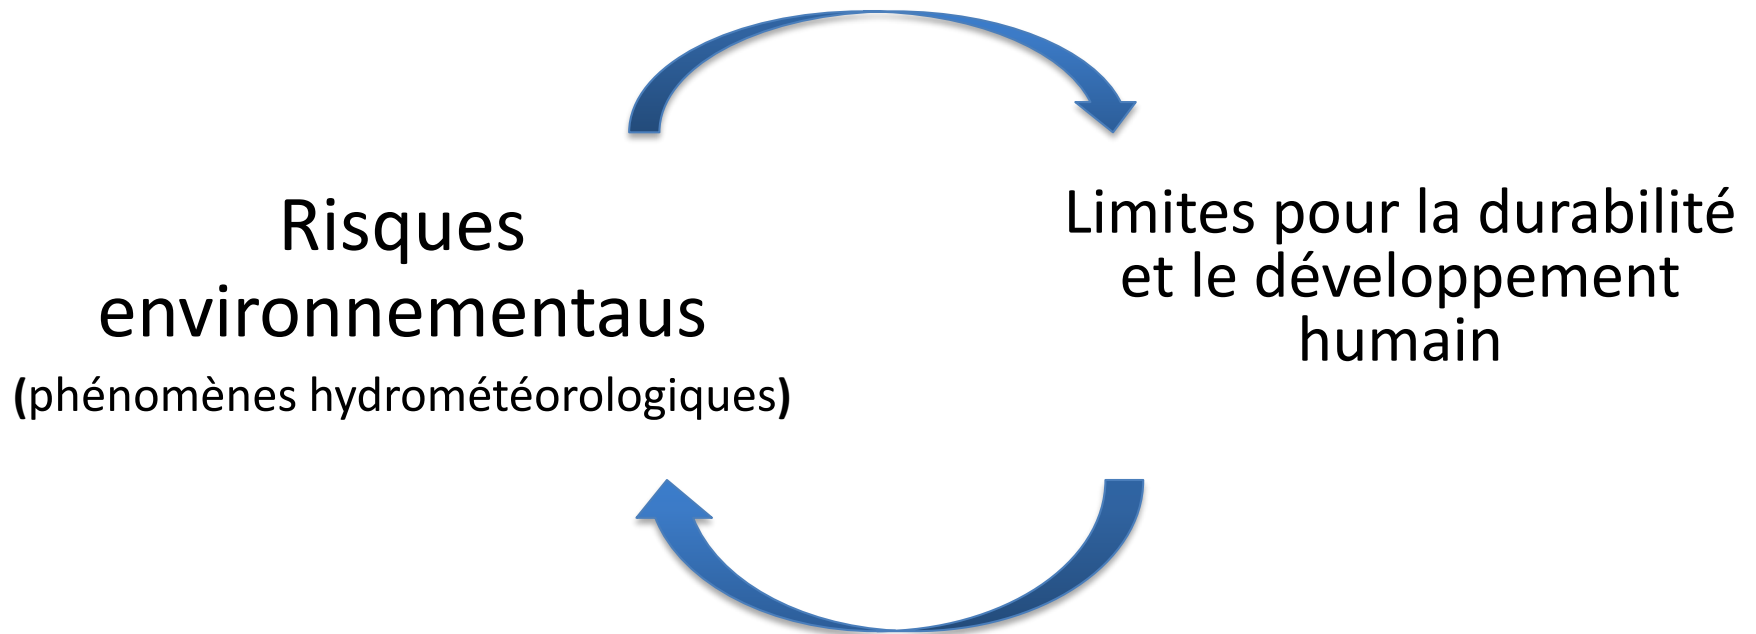 Risques
environnementaus
(phénomènes hydrométéorologiques)
Limites pour la durabilité
et le développement
humain